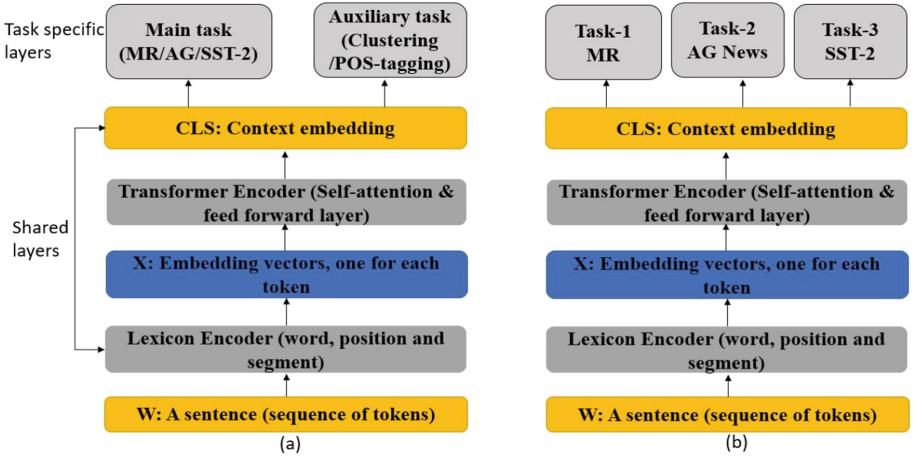 Task specific
layers
Main task
(MR/AG/SST-2)
Auxiliary task
(Clustering
/POS-tagging)
CLS: Context embedding
Transformer Encoder (Self-attention &
feed forward layer)
Shared
layers
X: Embedding vectors, one for each
token
Lexicon Encoder (word, position and
segment)
W: A sentence (sequence of tokens)
(a)
Task-1
MR
Task-2
AG News
Task-3
SST-2
CLS: Context embedding
Transformer Encoder (Self-attention &
feed forward layer)
X: Embedding vectors, one for each
token
Lexicon Encoder (word, position and
segment)
W: A sentence (sequence of tokens)
(b)